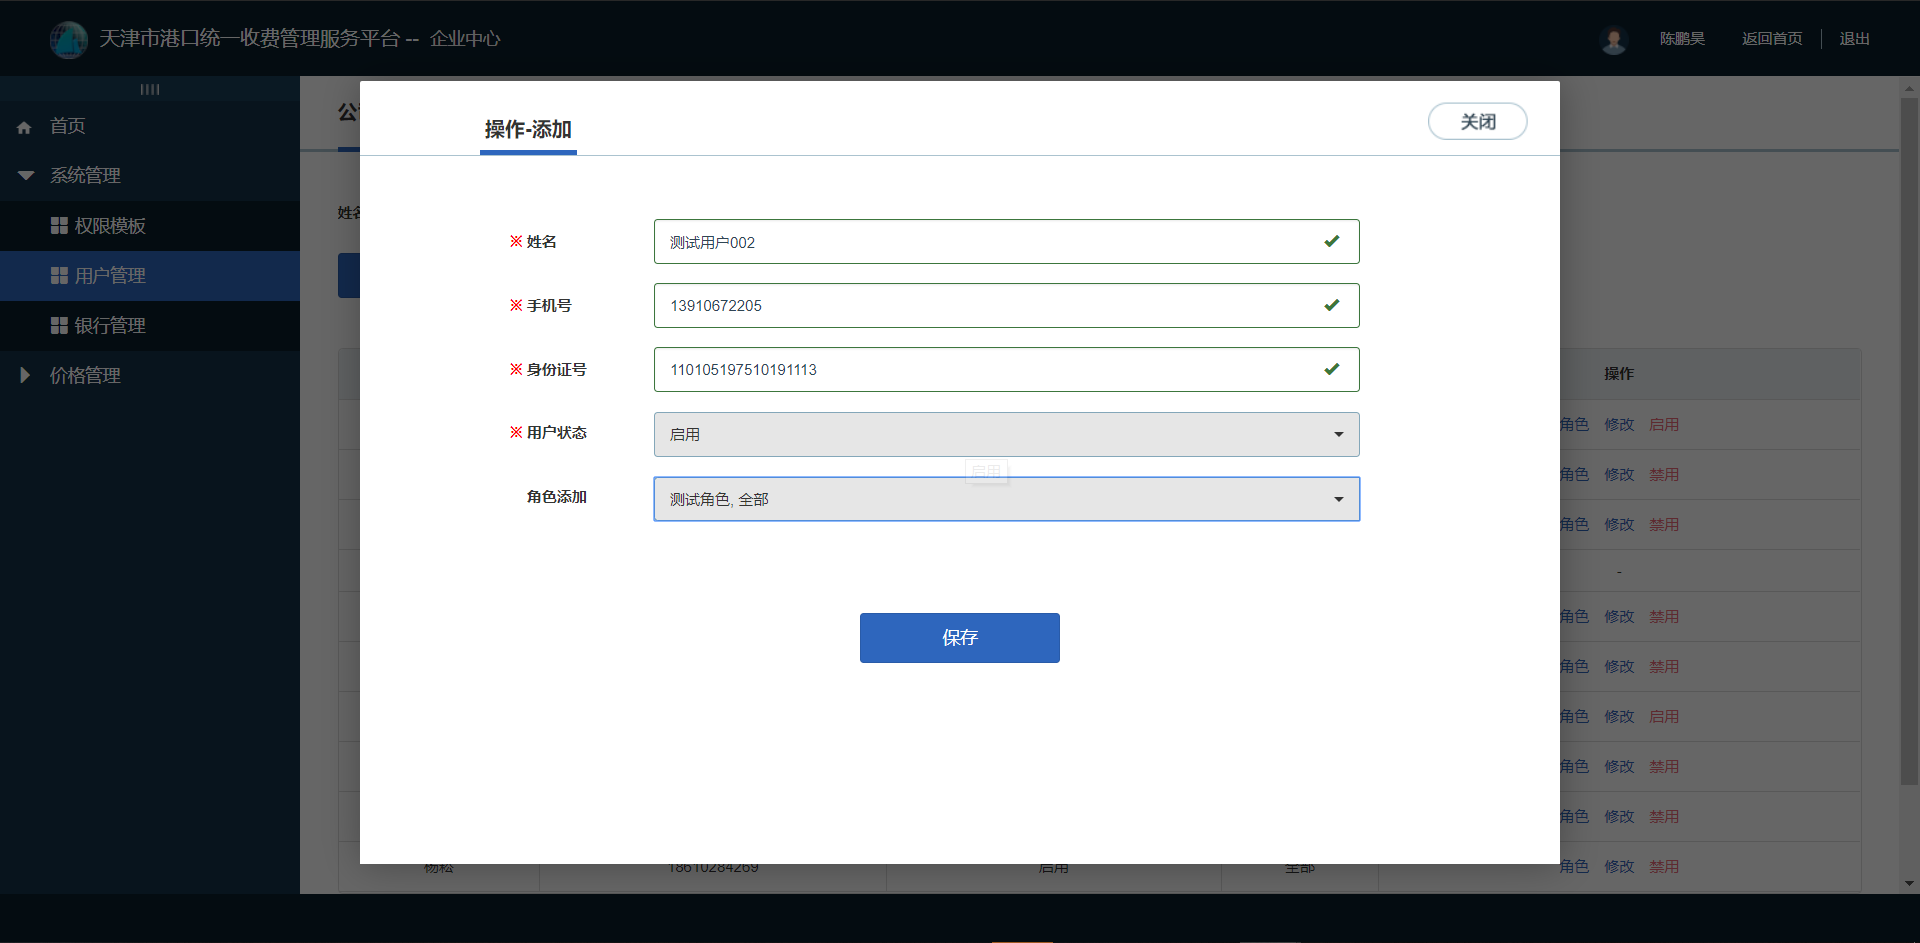 天津市港口统一收费管理服务平台 -- 企业中心
陈鹏昊
返回首页
退出
首页
系统管理
权限模板
用户管理
银行管理
价格管理
操作-添加
关闭
※ 姓名
测试用户002
※ 手机号
13910672205
※ 身份证号
110105197510191113
※ 用户状态
启用
启用
角色添加
测试角色, 全部
保存
操作
角色 修改 启用
角色 修改 禁用
角色 修改 禁用
-
角色 修改 禁用
角色 修改 禁用
角色 修改 启用
角色 修改 禁用
角色 修改 禁用
杨崧 18610284269 启用 全部 角色 修改 禁用